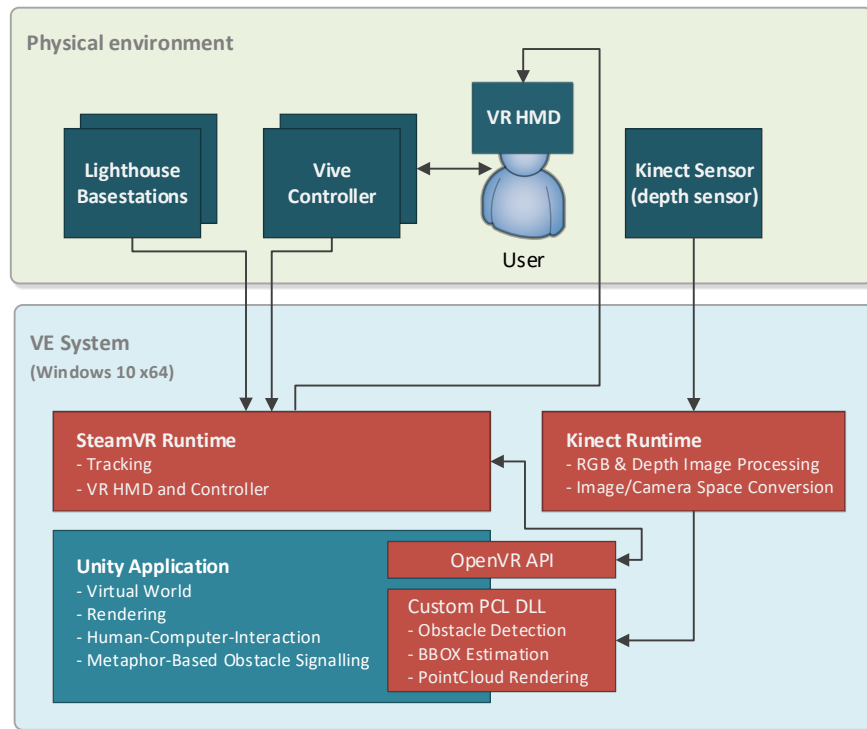 Physical environment
VR HMD
Lighthouse
Basestations
Vive
Controller
Kinect Sensor
(depth sensor)
User
VE System
(Windows 10 x64)
SteamVR Runtime
- Tracking
- VR HMD and Controller
Kinect Runtime
- RGB & Depth Image Processing
- Image/Camera Space Conversion
Unity Application
- Virtual World
- Rendering
- Human-Computer-Interaction
- Metaphor-Based Obstacle Signalling
OpenVR API
Custom PCL DLL
- Obstacle Detection
- BBOX Estimation
- PointCloud Rendering